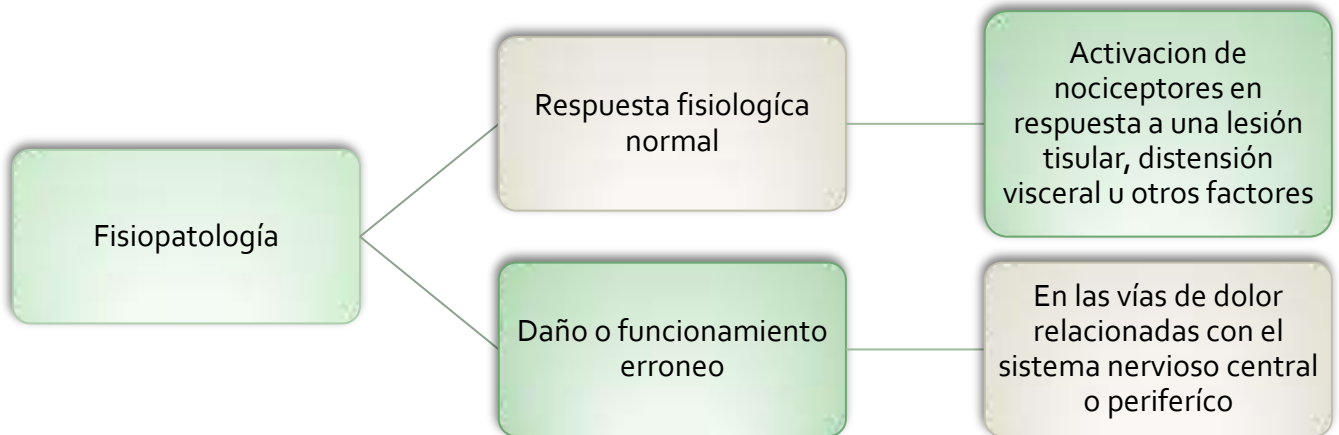 Fisiopatología
Respuesta fisiologíca
normal
Activacion de
nociceptores en
respuesta a una lesión
tisular, distensión
visceral u otros factores
Daño o funcionamiento
erroneo
En las vías de dolor
relacionadas con el
sistema nervioso central
o periferíco